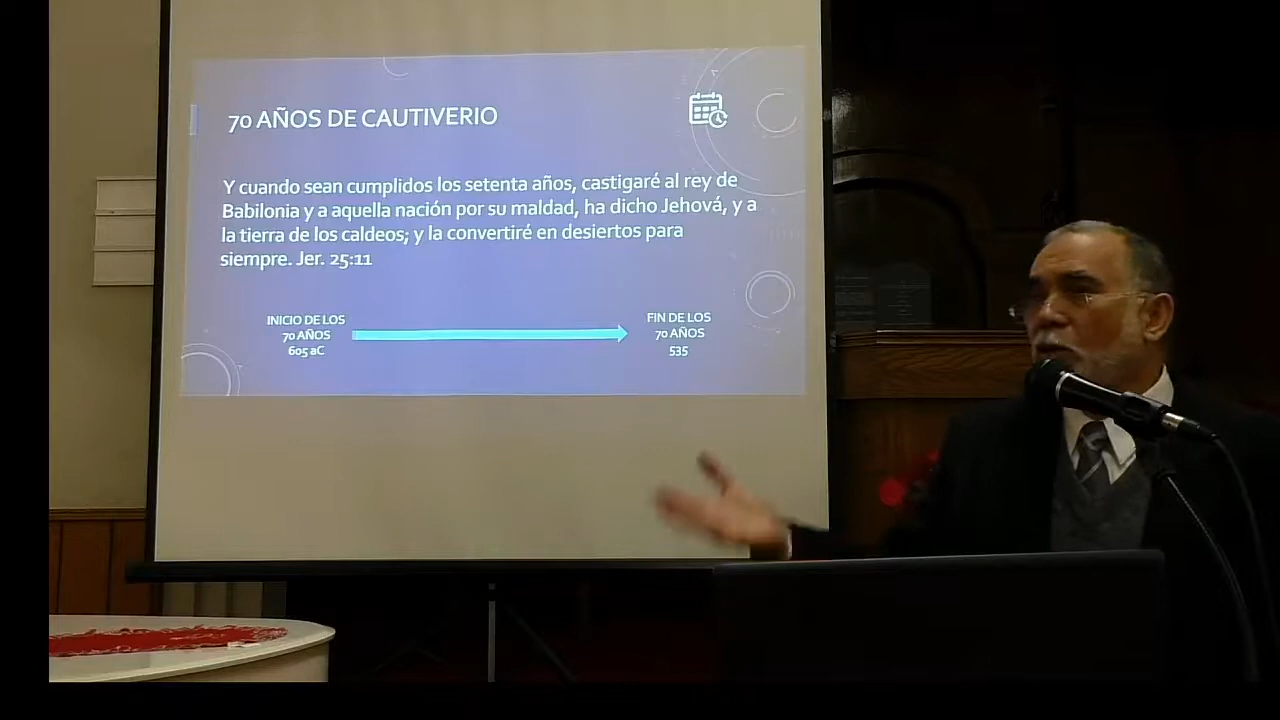 70 AÑOS DE CAUTIVERIO
Y cuando sean cumplidos los setenta años, castigaré al rey de
Babilonia y a aquella nación por su maldad, ha dicho Jehová, y a
la tierra de los caldeos; y la convertiré en desiertos para
siempre. Jer. 25:11
INICIO DE LOS
70 AÑOS
605 aC
FIN DE LOS
70 AÑOS
535